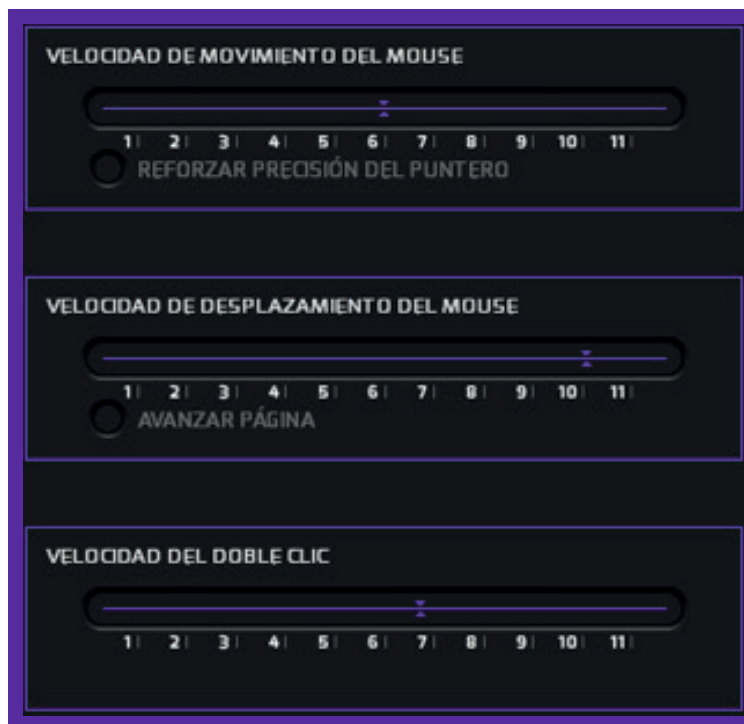 VELOCIDAD DE MOVIMIENTO DEL MOUSE
1 2 3 4 5 6 7 8 9 10 11
REFORZAR PRECISIÓN DEL PUNTERO
VELOCIDAD DE DESPLAZAMIENTO DEL MOUSE
1 2 3 4 5 6 7 8 9 10 11
AVANZAR PÁGINA
VELOCIDAD DEL DOBLE CLIC
1 2 3 4 5 6 7 8 9 10 11